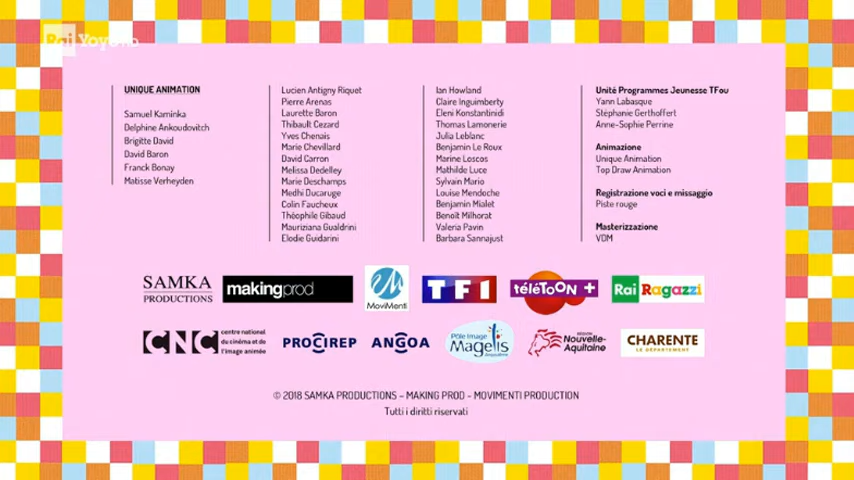 Rai Yoyo
UNIQUE ANIMATION
Samuel Kaminka
Delphine Ankoudovitch
Brigitte David
David Baron
Franck Bonay
Matisse Verheyden
Lucien Antigny Riquet
Pierre Arenas
Laurette Baron
Thibault Cezard
Yves Chenais
Marie Chevillard
David Carron
Melissa Dedelley
Marie Deschamps
Medhi Ducaruge
Colin Faucheux
Théophile Gibaud
Mauriziana Gualdrini
Elodie Guidarini
Ian Howland
Claire Inguimberty
Eleni Konstantinidi
Thomas Lamonerie
Julia Leblanc
Benjamin Le Roux
Marine Loscos
Mathilde Luce
Sylvain Mario
Louise Mendoche
Benjamin Mialet
Benoît Milhorat
Valeria Pavin
Barbara Sannajust
Unité Programmes Jeunesse TFou
Yann Labasque
Stéphanie Gerthoffert
Anne-Sophie Perrine
Animazione
Unique Animation
Top Draw Animation
Registrazione voci e missaggio
Piste rouge
Masterizzazione
VDM
SAMKA
PRODUCTIONS
makingprod
MoviMenti
TF1
téléTOON+
Rai Ragazzi
CNC
centre national
du cinéma et de
l'image animée
PROCIREP
ANGOA
Pôle Image
Magelis
RÉGION
Nouvelle-
Aquitaine
CHARENTE
LE DÉPARTEMENT
© 2018 SAMKA PRODUCTIONS – MAKING PROD - MOVIMENTI PRODUCTION
Tutti i diritti riservati